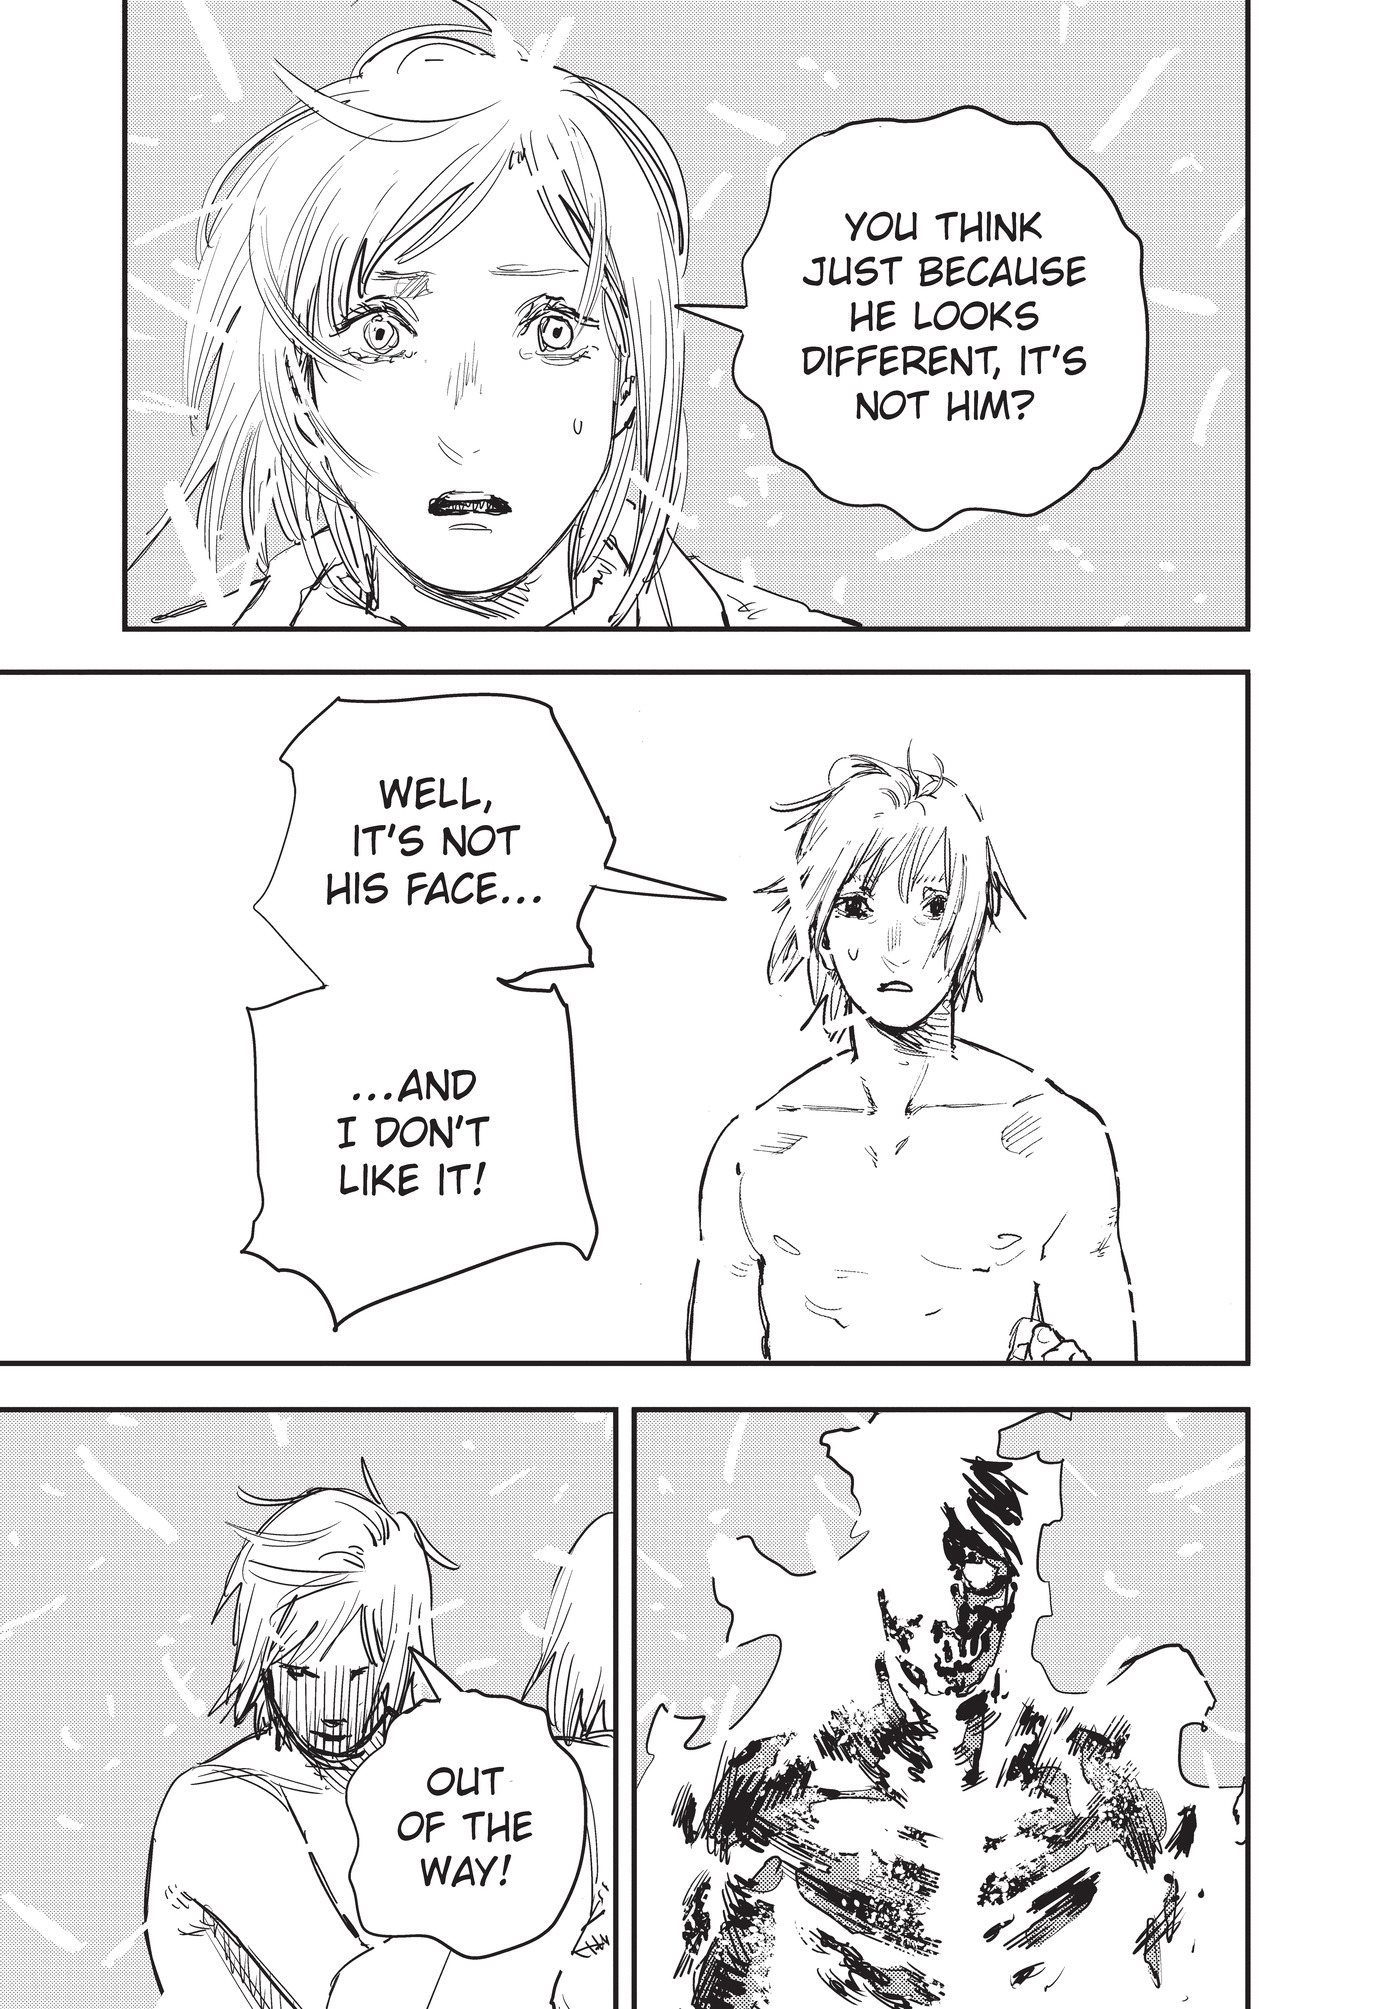 YOU THINK
JUST BECAUSE
HE LOOKS
DIFFERENT, IT'S
NOT HIM?
WELL,
IT'S NOT
HIS FACE...
...AND
I DON'T
LIKE IT!
OUT
OF THE
WAY!